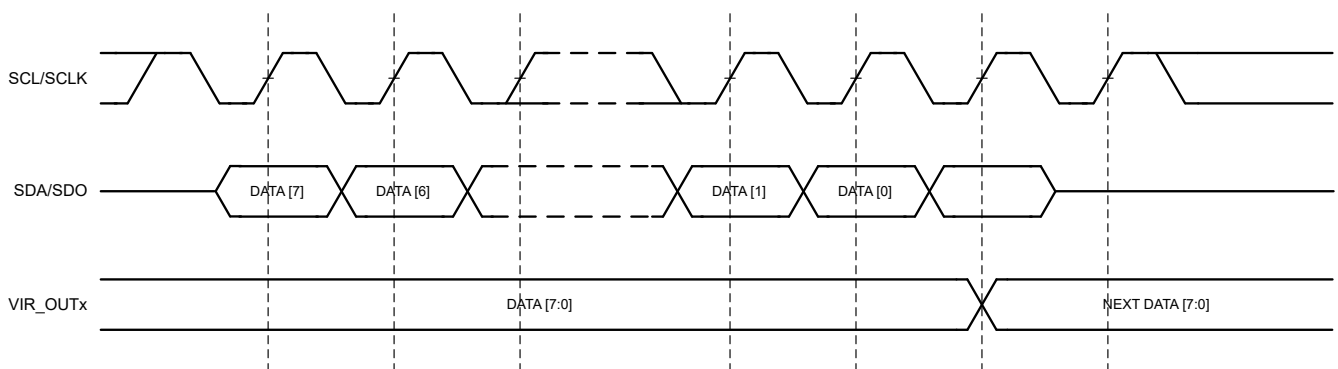 SCL/SCLK
SDA/SDO
DATA [7]
DATA [6]
DATA [1]
DATA [0]
VIR_OUTx
DATA [7:0]
NEXT DATA [7:0]